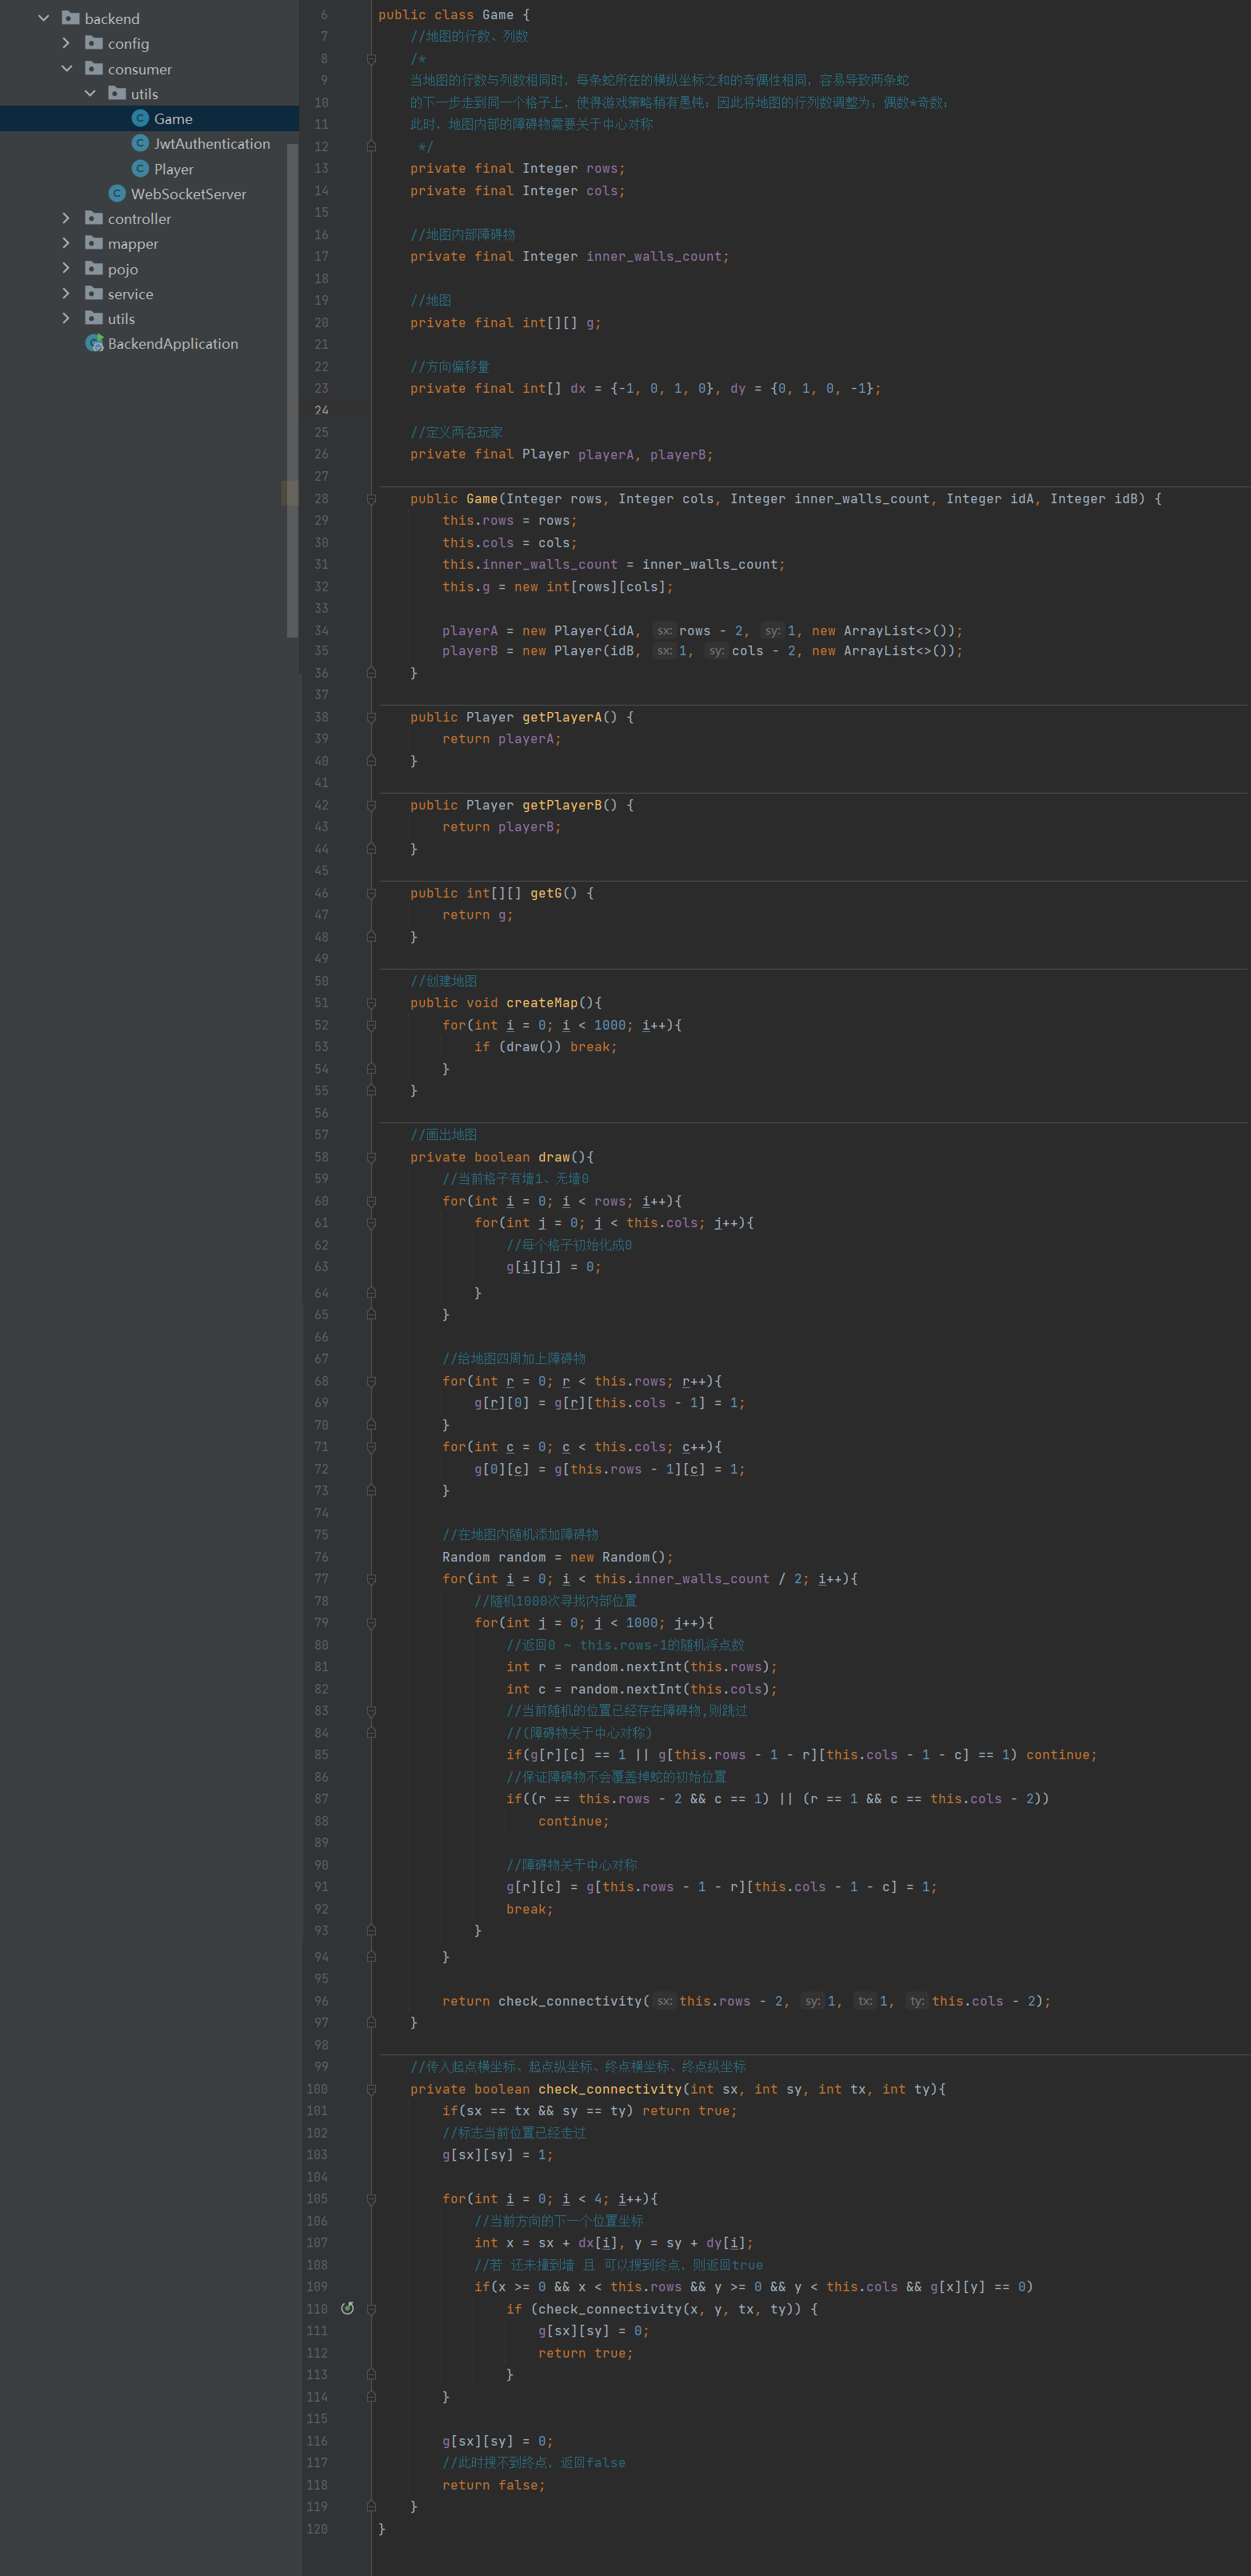 backend
config
consumer
utils
Game
JwtAuthentication
Player
WebSocketServer
controller
mapper
pojo
service
utils
BackendApplication
6 public class Game {
7 //地图的行数、列数
8 /*
9 当地图的行数与列数相同时，每条蛇所在的横纵坐标之和的奇偶性相同，容易导致两条蛇
10 的下一步走到同一个格子上，使得游戏策略稍有愚钝；因此将地图的行列数调整为：偶数*奇数；
11 此时，地图内部的障碍物需要关于中心对称
12 */
13 private final Integer rows;
14 private final Integer cols;
15
16 //地图内部障碍物
17 private final Integer inner_walls_count;
18
19 //地图
20 private final int[][] g;
21
22 //方向偏移量
23 private final int[] dx = {-1, 0, 1, 0}, dy = {0, 1, 0, -1};
24
25 //定义两名玩家
26 private final Player playerA, playerB;
27
28 public Game(Integer rows, Integer cols, Integer inner_walls_count, Integer idA, Integer idB) {
29 this.rows = rows;
30 this.cols = cols;
31 this.inner_walls_count = inner_walls_count;
32 this.g = new int[rows][cols];
33
34 playerA = new Player(idA, sx: rows - 2, sy: 1, new ArrayList<>());
35 playerB = new Player(idB, sx: 1, sy: cols - 2, new ArrayList<>());
36 }
37
38 public Player getPlayerA() {
39 return playerA;
40 }
41
42 public Player getPlayerB() {
43 return playerB;
44 }
45
46 public int[][] getG() {
47 return g;
48 }
49
50 //创建地图
51 public void createMap(){
52 for(int i = 0; i < 1000; i++){
53 if (draw()) break;
54 }
55 }
56
57 //画出地图
58 private boolean draw(){
59 //当前格子有墙1、无墙0
60 for(int i = 0; i < rows; i++){
61 for(int j = 0; j < this.cols; j++){
62 //每个格子初始化成0
63 g[i][j] = 0;
64 }
65 }
66
67 //给地图四周加上障碍物
68 for(int r = 0; r < this.rows; r++){
69 g[r][0] = g[r][this.cols - 1] = 1;
70 }
71 for(int c = 0; c < this.cols; c++){
72 g[0][c] = g[this.rows - 1][c] = 1;
73 }
74
75 //在地图内随机添加障碍物
76 Random random = new Random();
77 for(int i = 0; i < this.inner_walls_count / 2; i++){
78 //随机1000次寻找内部位置
79 for(int j = 0; j < 1000; j++){
80 //返回0 ~ this.rows-1的随机浮点数
81 int r = random.nextInt(this.rows);
82 int c = random.nextInt(this.cols);
83 //当前随机的位置已经存在障碍物,则跳过
84 //(障碍物关于中心对称)
85 if(g[r][c] == 1 || g[this.rows - 1 - r][this.cols - 1 - c] == 1) continue;
86 //保证障碍物不会覆盖掉蛇的初始位置
87 if((r == this.rows - 2 && c == 1) || (r == 1 && c == this.cols - 2))
88 continue;
89
90 //障碍物关于中心对称
91 g[r][c] = g[this.rows - 1 - r][this.cols - 1 - c] = 1;
92 break;
93 }
94 }
95
96 return check_connectivity( sx: this.rows - 2, sy: 1, tx: 1, ty: this.cols - 2);
97 }
98
99 //传入起点横坐标、起点纵坐标、终点横坐标、终点纵坐标
100 private boolean check_connectivity(int sx, int sy, int tx, int ty){
101 if(sx == tx && sy == ty) return true;
102 //标志当前位置已经走过
103 g[sx][sy] = 1;
104
105 for(int i = 0; i < 4; i++){
106 //当前方向的下一个位置坐标
107 int x = sx + dx[i], y = sy + dy[i];
108 //若 还未撞到墙 且 可以搜到终点，则返回true
109 if(x >= 0 && x < this.rows && y >= 0 && y < this.cols && g[x][y] == 0)
110 if (check_connectivity(x, y, tx, ty)) {
111 g[sx][sy] = 0;
112 return true;
113 }
114 }
115
116 g[sx][sy] = 0;
117 //此时搜不到终点，返回false
118 return false;
119 }
120 }